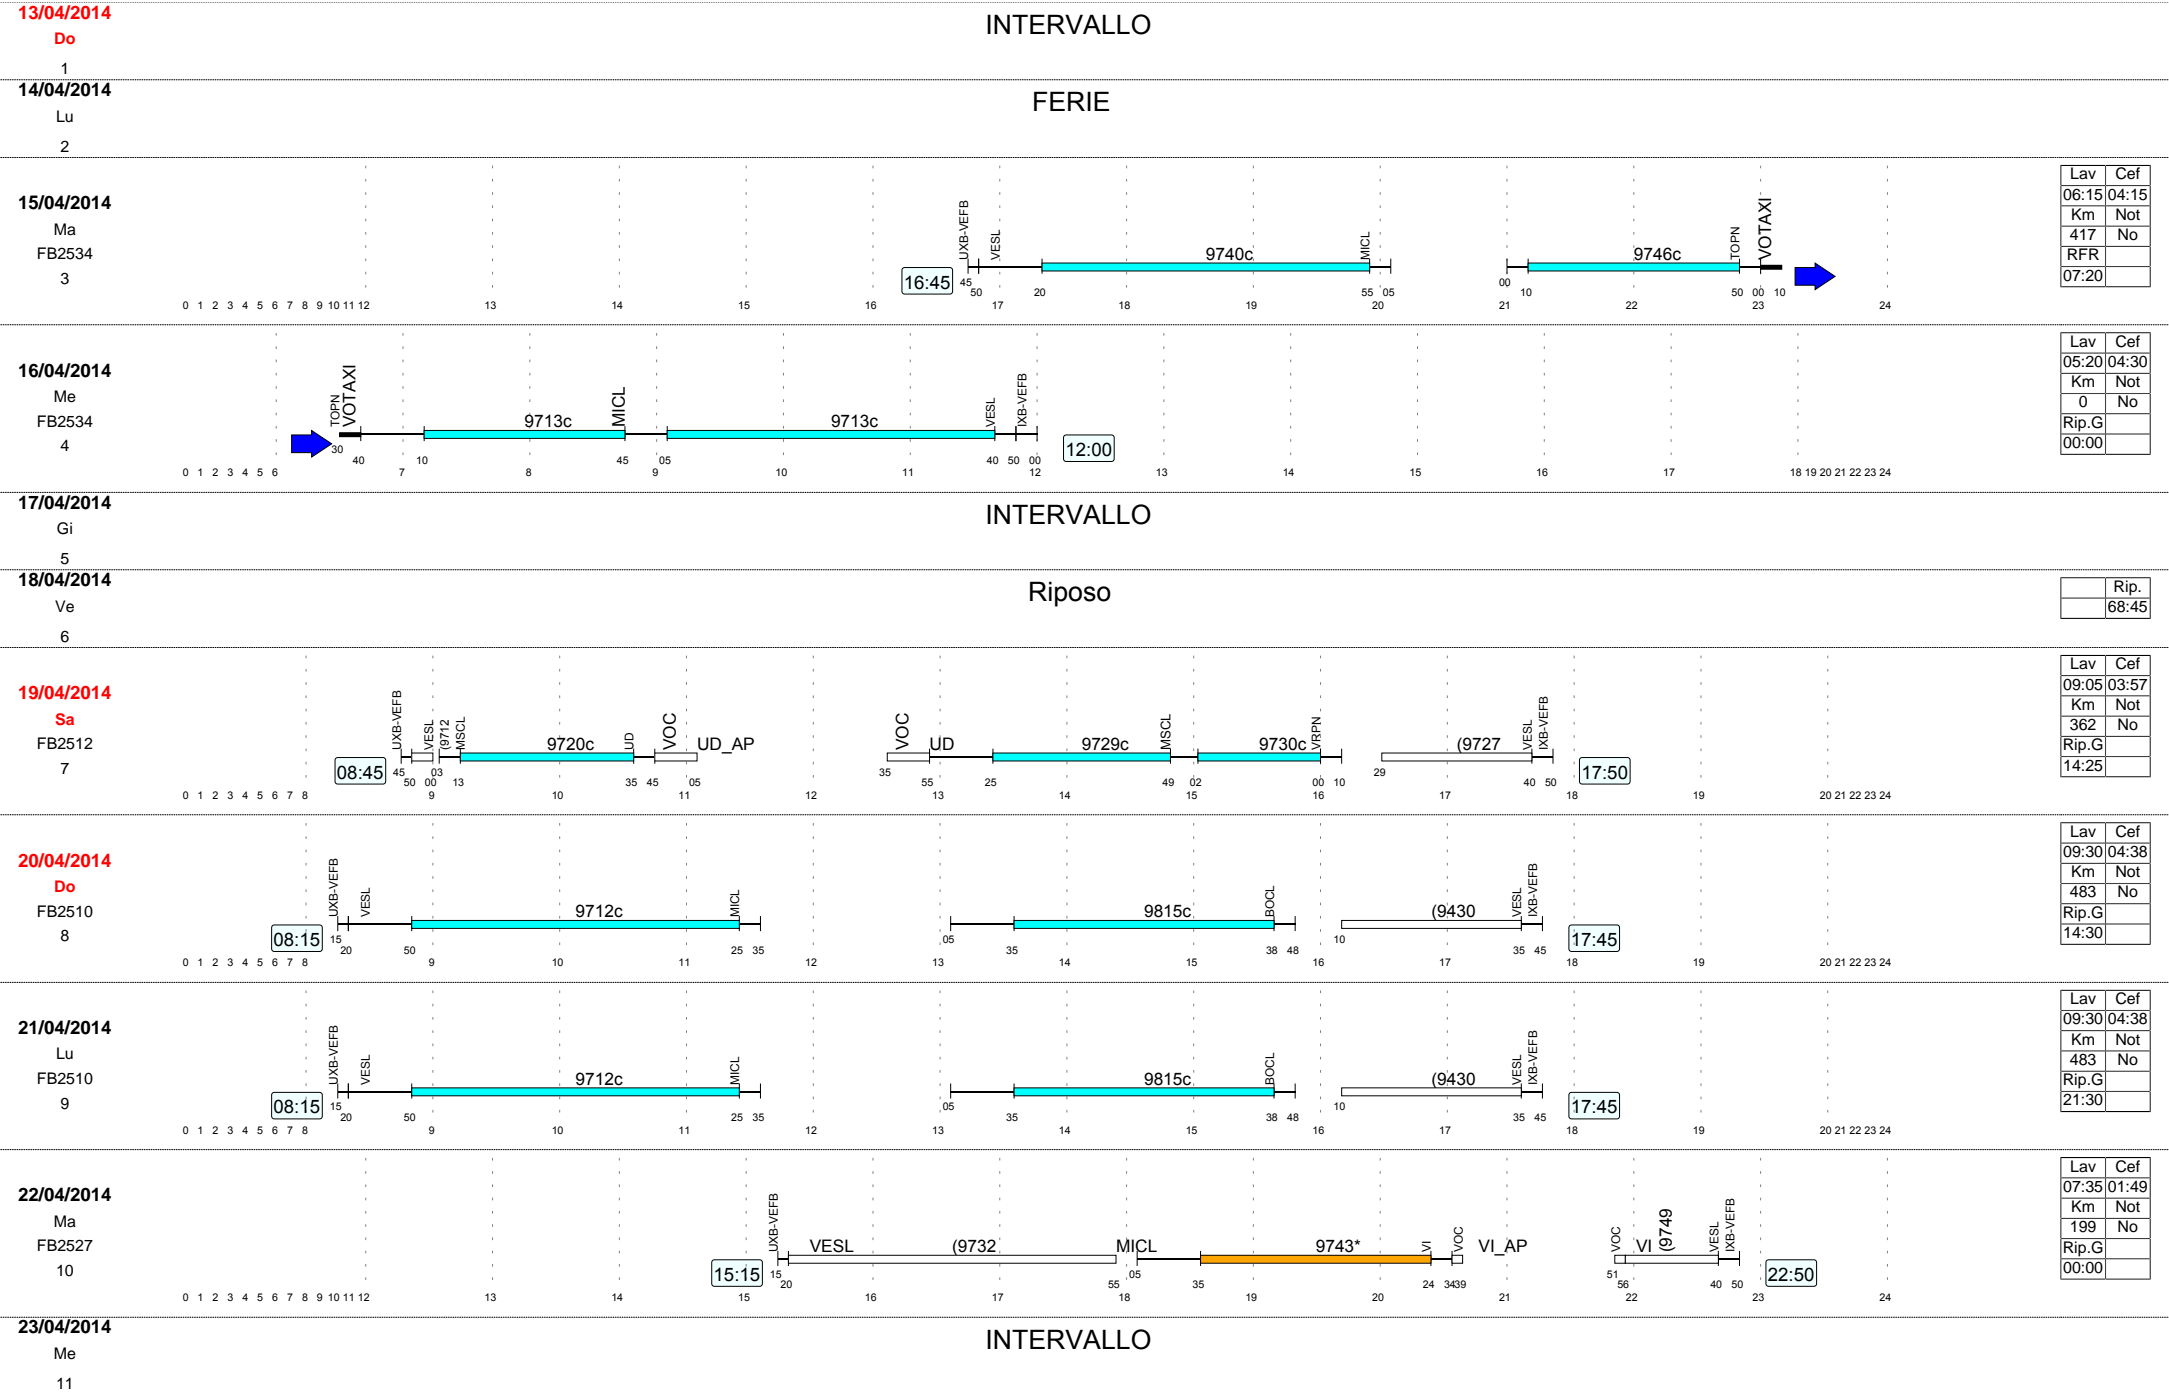 13/04/2014
Do
1
INTERVALLO
14/04/2014
Lu
2
FERIE
15/04/2014
Ma
FB2534
3
16:45
UXB-VEFB VESL 9740c MICL 9746c TOPN VOTAXI
45 50 20 55 05 00 10 50 00 10
0 1 2 3 4 5 6 7 8 9 10 11 12 13 14 15 16 17 18 19 20 21 22 23 24
Lav Cef
06:15 04:15
Km Not
417 No
RFR
07:20
16/04/2014
Me
FB2534
4
TOPN VOTAXI 9713c MICL 9713c VESL IXB-VEFB
30 40 10 45 05 40 50 00
12:00
0 1 2 3 4 5 6 7 8 9 10 11 12 13 14 15 16 17 18 19 20 21 22 23 24
Lav Cef
05:20 04:30
Km Not
0 No
Rip.G
00:00
17/04/2014
Gi
5
INTERVALLO
18/04/2014
Ve
6
Riposo
Rip.
68:45
19/04/2014
Sa
FB2512
7
08:45
UXB-VEFB VESL (9712 MSCL 9720c UD VOC UD_AP VOC UD 9729c MSCL 9730c VRPN (9727 VESL IXB-VEFB
45 50 00 03 13 35 45 05 35 55 25 49 02 00 10 29 40 50
17:50
0 1 2 3 4 5 6 7 8 9 10 11 12 13 14 15 16 17 18 19 20 21 22 23 24
Lav Cef
09:05 03:57
Km Not
362 No
Rip.G
14:25
20/04/2014
Do
FB2510
8
08:15
UXB-VEFB VESL 9712c MICL 9815c BOCL (9430 VESL IXB-VEFB
15 20 50 25 35 05 35 38 48 10 35 45
17:45
0 1 2 3 4 5 6 7 8 9 10 11 12 13 14 15 16 17 18 19 20 21 22 23 24
Lav Cef
09:30 04:38
Km Not
483 No
Rip.G
14:30
21/04/2014
Lu
FB2510
9
08:15
UXB-VEFB VESL 9712c MICL 9815c BOCL (9430 VESL IXB-VEFB
15 20 50 25 35 05 35 38 48 10 35 45
17:45
0 1 2 3 4 5 6 7 8 9 10 11 12 13 14 15 16 17 18 19 20 21 22 23 24
Lav Cef
09:30 04:38
Km Not
483 No
Rip.G
21:30
22/04/2014
Ma
FB2527
10
15:15
UXB-VEFB VESL (9732 MICL 9743* VI VOC VI_AP VOC VI (9749 VESL IXB-VEFB
15 20 55 05 35 24 34 39 51 56 40 50
22:50
0 1 2 3 4 5 6 7 8 9 10 11 12 13 14 15 16 17 18 19 20 21 22 23 24
Lav Cef
07:35 01:49
Km Not
199 No
Rip.G
00:00
23/04/2014
Me
11
INTERVALLO